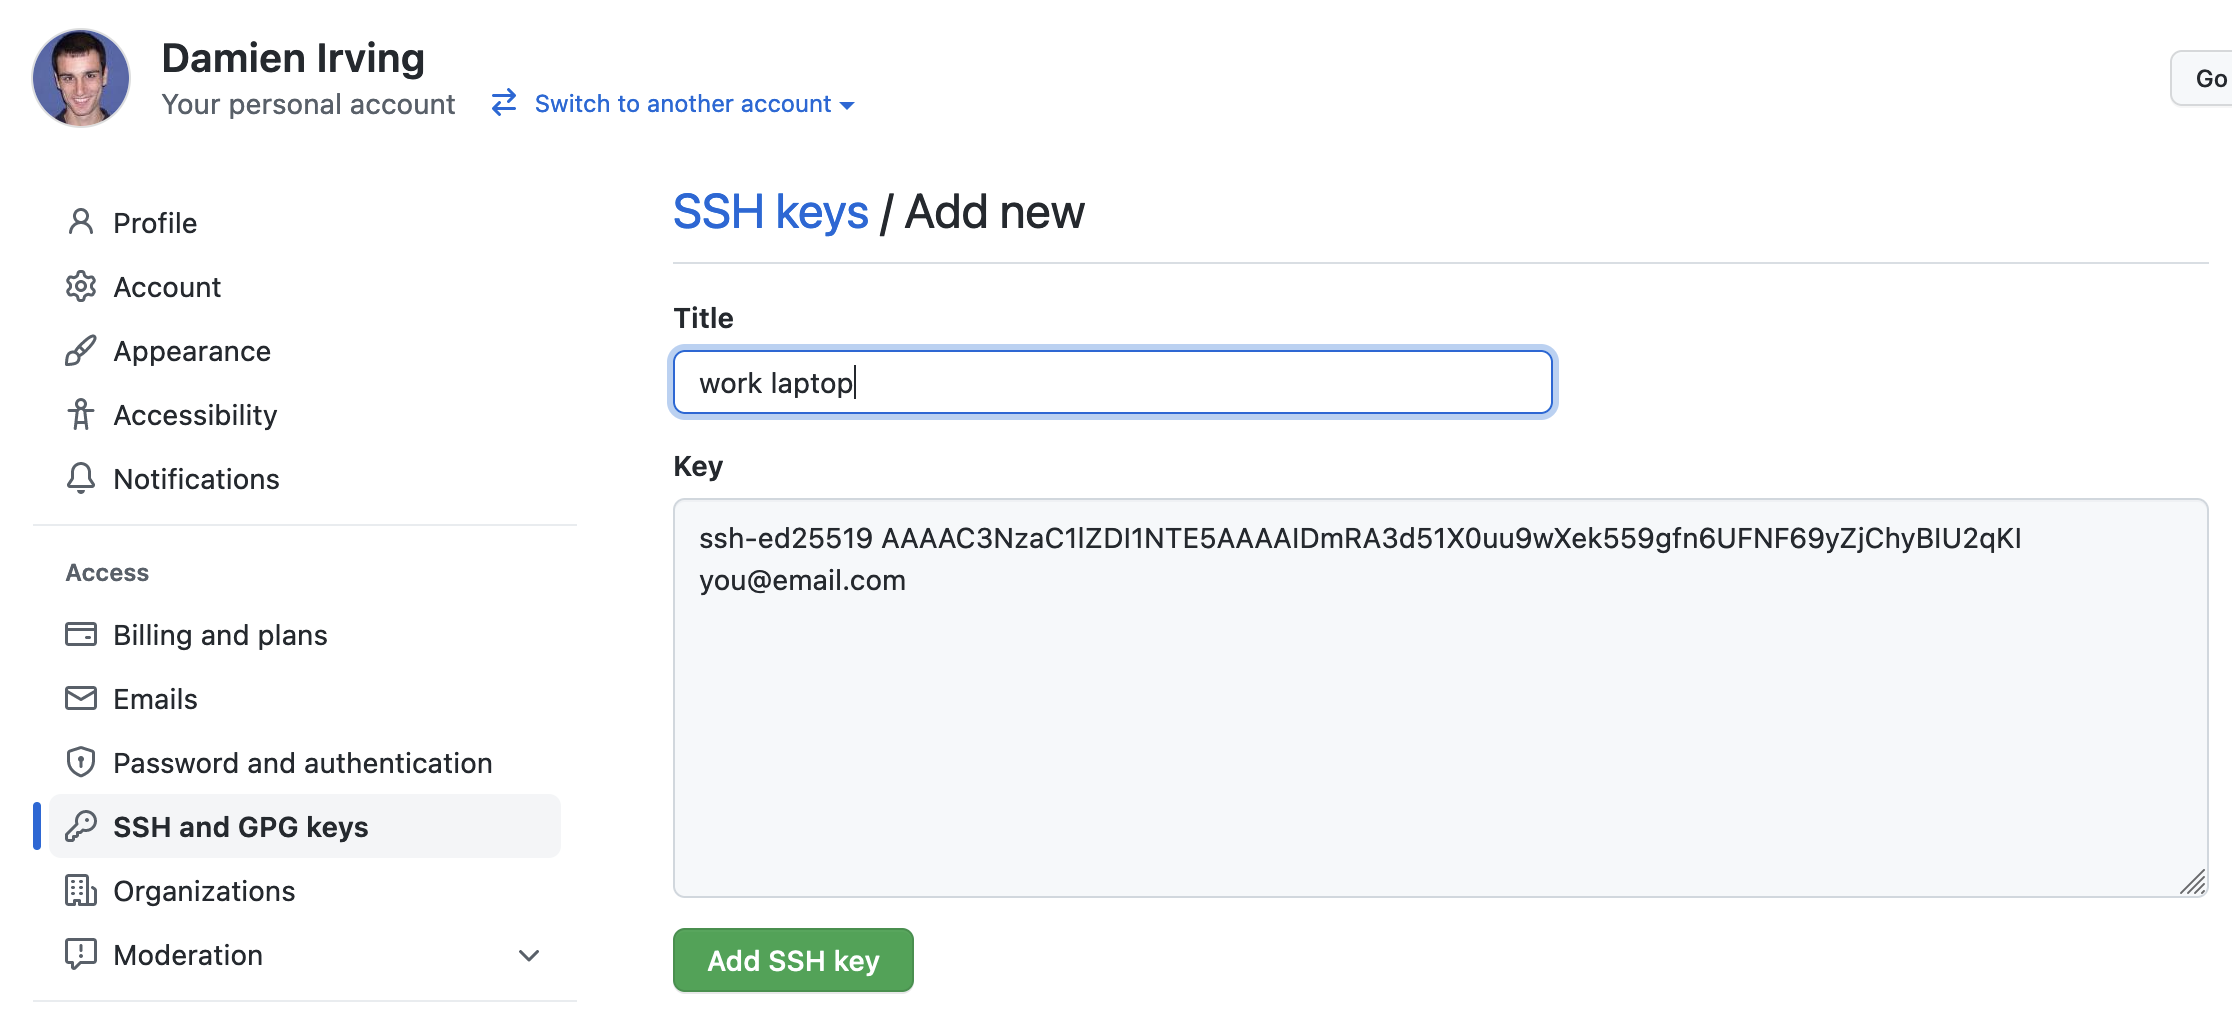 Damien Irving
Your personal account
Switch to another account
Go
Profile
Account
Appearance
Accessibility
Notifications
Access
Billing and plans
Emails
Password and authentication
SSH and GPG keys
Organizations
Moderation
SSH keys / Add new
Title
work laptop
Key
ssh-ed25519 AAAAC3NzaC1lZDI1NTE5AAAAIDmRA3d51X0uu9wXek559gfn6UFNF69yZjChyBIU2qKI
you@email.com
Add SSH key